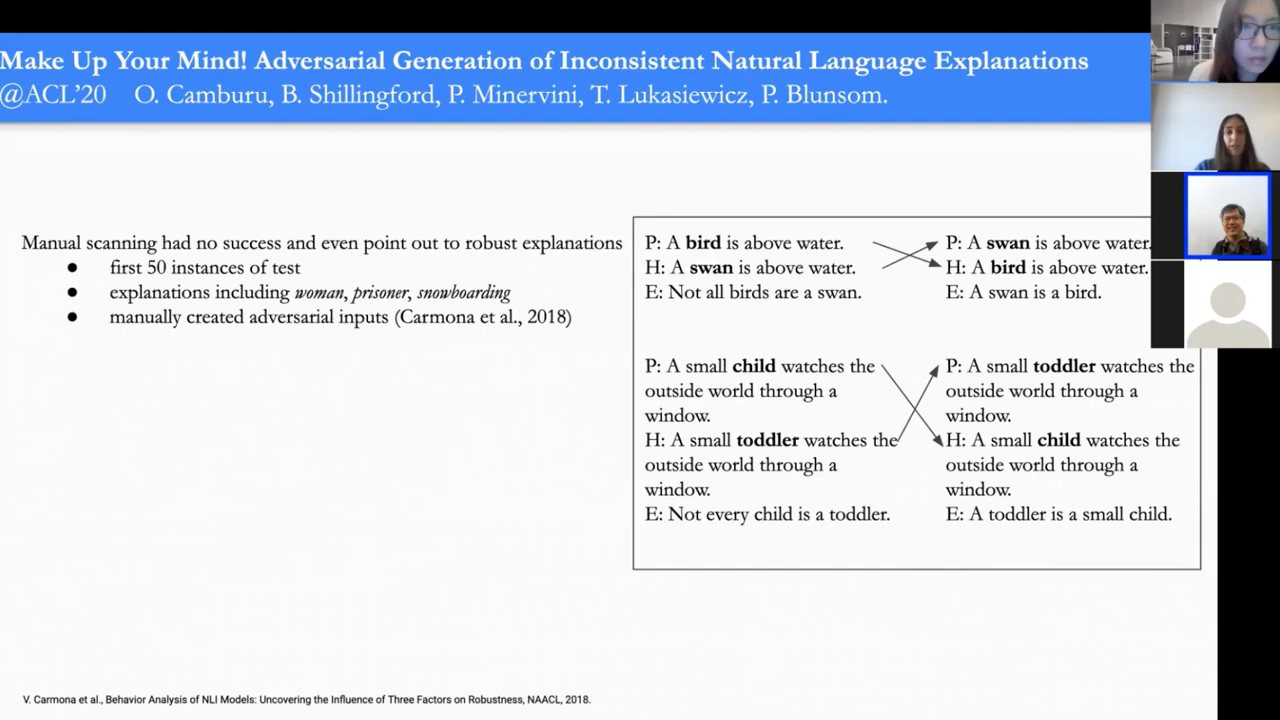 Make Up Your Mind! Adversarial Generation of Inconsistent Natural Language Explanations
@ACL'20 O. Camburu, B. Shillingford, P. Minervini, T. Lukasiewicz, P. Blunsom.
Manual scanning had no success and even point out to robust explanations
● first 50 instances of test
● explanations including woman, prisoner, snowboarding
● manually created adversarial inputs (Carmona et al., 2018)
P: A bird is above water.
H: A swan is above water.
E: Not all birds are a swan.
P: A swan is above water.
H: A bird is above water.
E: A swan is a bird.
P: A small child watches the
outside world through a
window.
H: A small toddler watches the
outside world through a
window.
E: Not every child is a toddler.
P: A small toddler watches the
outside world through a
window.
H: A small child watches the
outside world through a
window.
E: A toddler is a small child.
V. Carmona et al., Behavior Analysis of NLI Models: Uncovering the Influence of Three Factors on Robustness, NAACL, 2018.